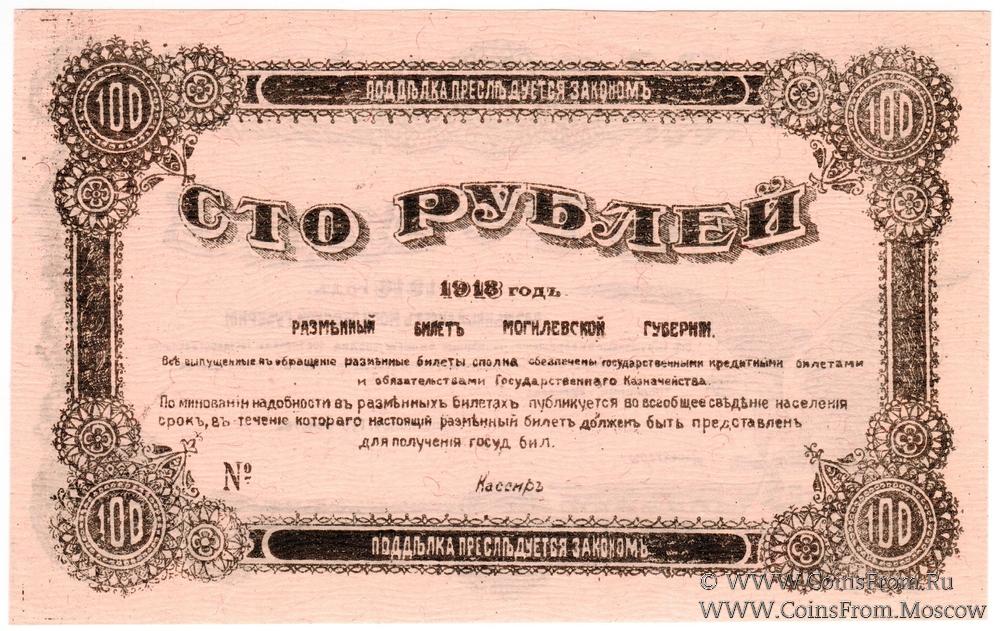 100
ПОДДѢЛКА ПРЕСЛѢДУЕТСЯ ЗАКОНОМЪ
100
СТО РУБЛЕЙ
1918 годъ
РАЗМѢННЫЙ БИЛЕТЪ МОГИЛЕВСКОЙ ГУБЕРНІИ.
Всѣ выпущенные въ обращеніе размѣнные билеты сполна обезпечены государственными кредитными билетами
и обязательствами Государственнаго Казначейства.
По минованіи надобности въ размѣнныхъ билетахъ публикуется во всеобщее свѣдѣніе населенія
срокъ, въ теченіе котораго настоящій размѣнный билетъ долженъ быть представленъ
для полученія госуд бил.
№
Кассиръ
100
ПОДДѢЛКА ПРЕСЛѢДУЕТСЯ ЗАКОНОМЪ
100
© WWW.CoinsFrom.Ru
WWW.CoinsFrom.Moscow